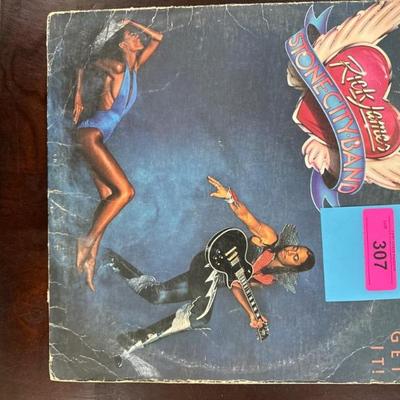 Rick James
STONE CITY BAND
307
GET
IT!